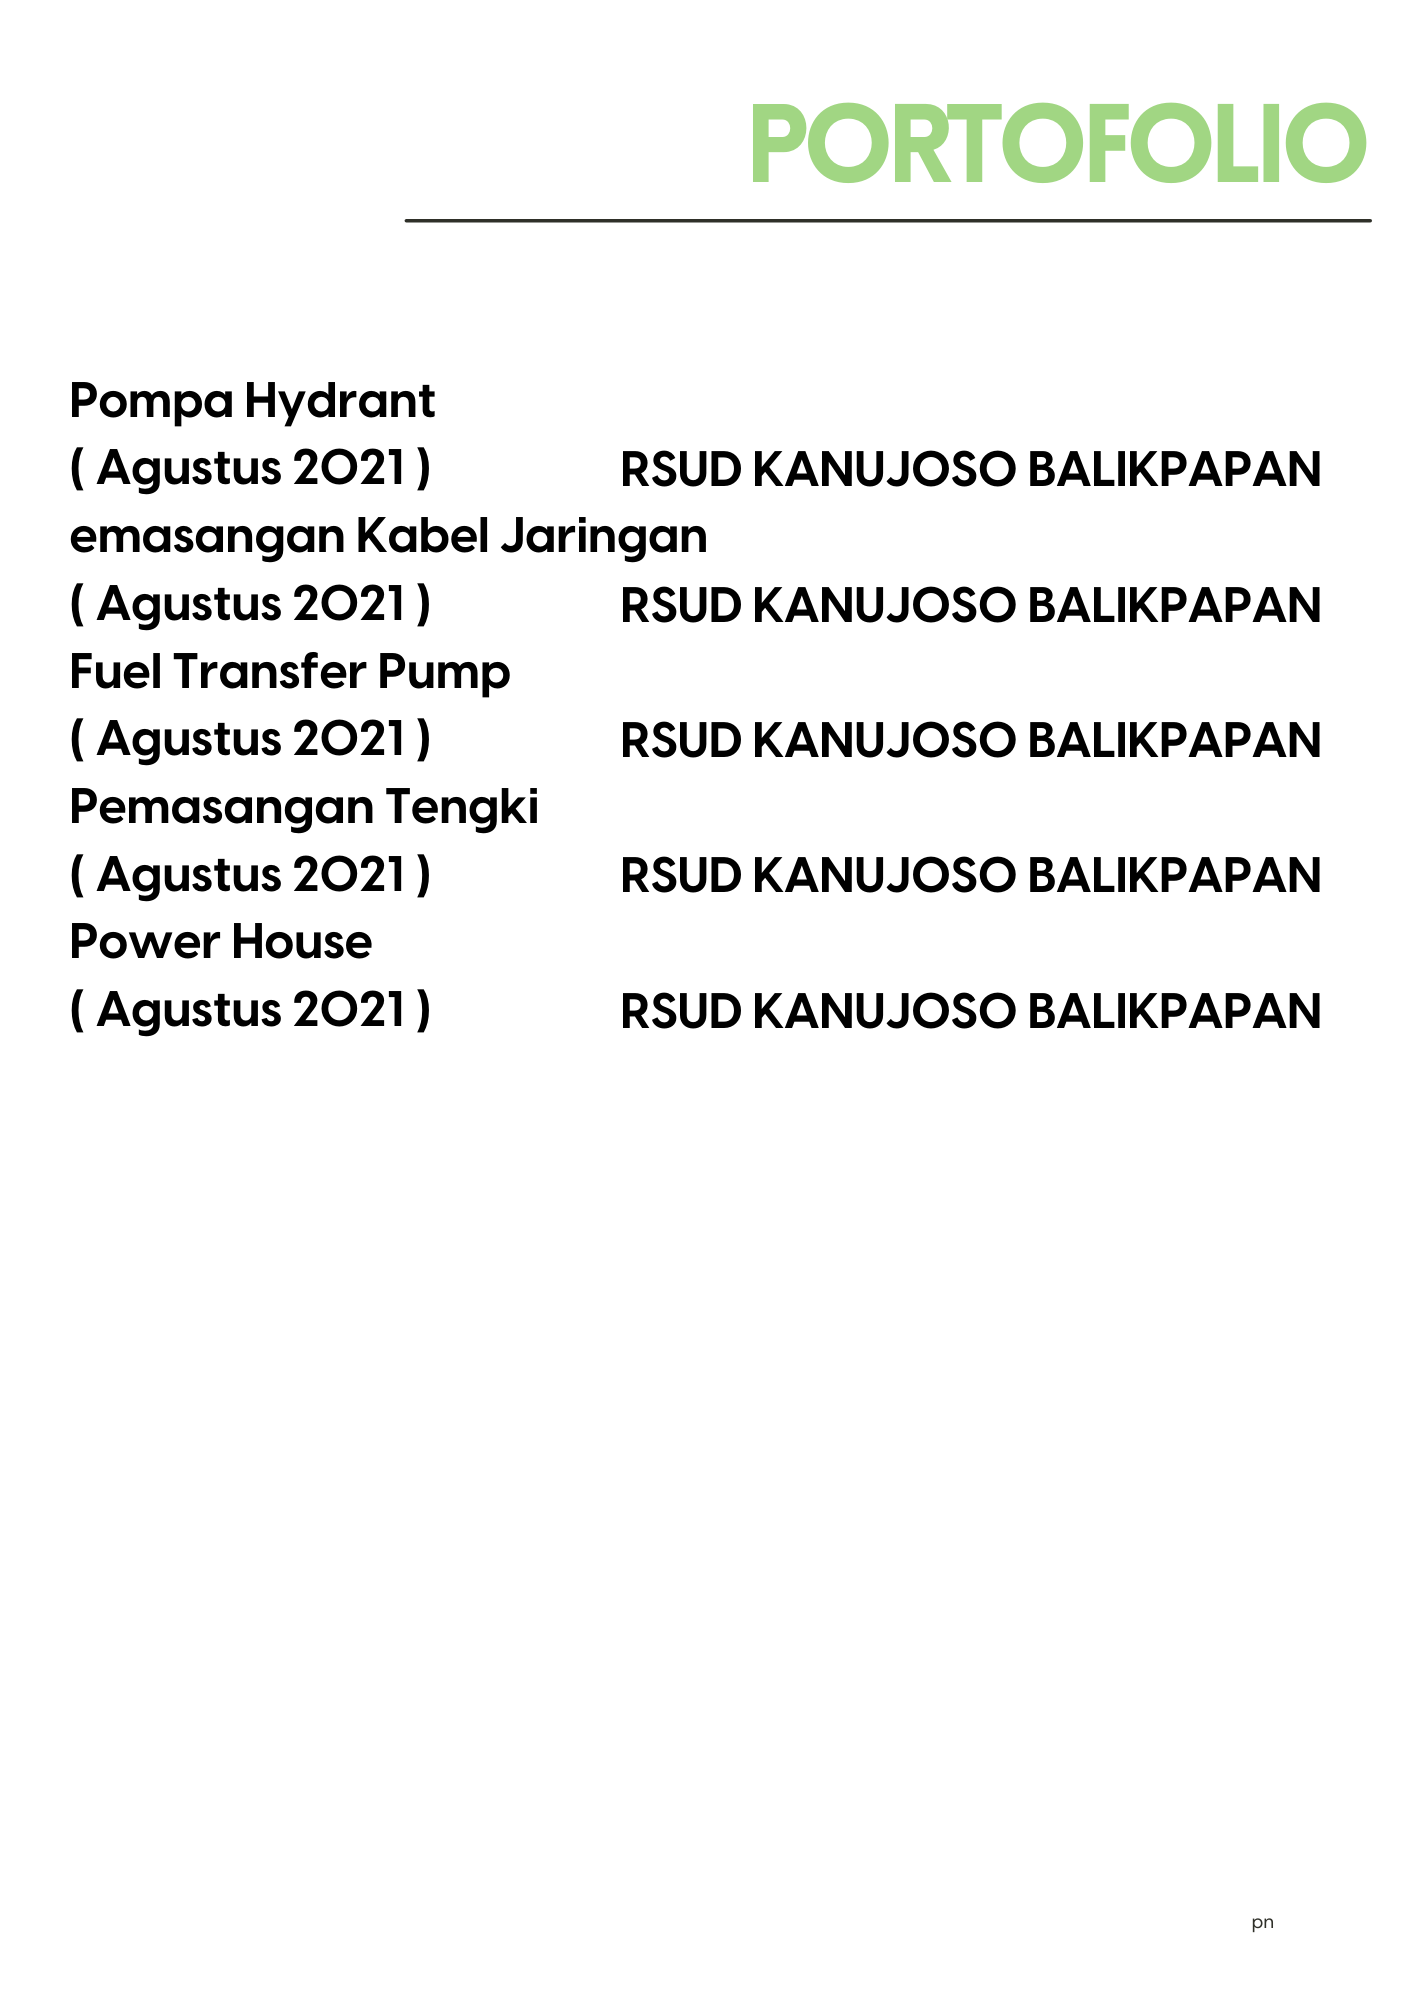 PORTOFOLIO
Pompa Hydrant
( Agustus 2021 ) RSUD KANUJOSO BALIKPAPAN
emasangan Kabel Jaringan
( Agustus 2021 ) RSUD KANUJOSO BALIKPAPAN
Fuel Transfer Pump
( Agustus 2021 ) RSUD KANUJOSO BALIKPAPAN
Pemasangan Tengki
( Agustus 2021 ) RSUD KANUJOSO BALIKPAPAN
Power House
( Agustus 2021 ) RSUD KANUJOSO BALIKPAPAN
pn